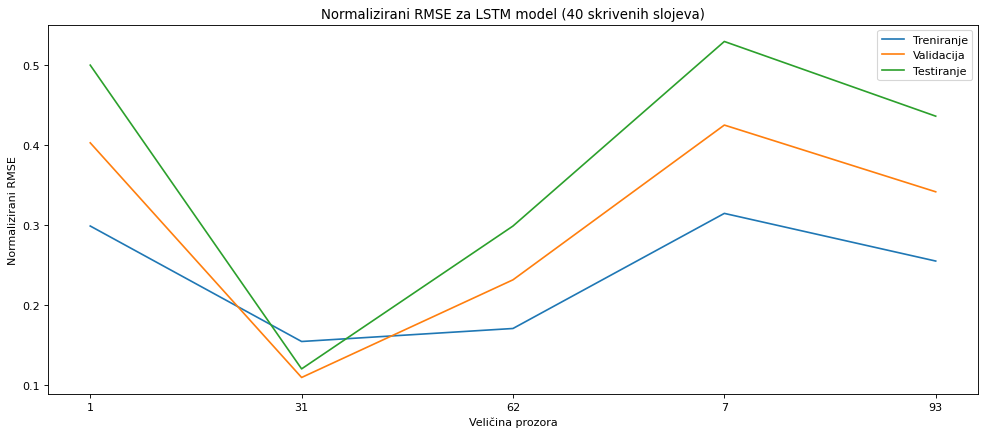 Normalizirani RMSE za LSTM model (40 skrivenih slojeva)
Treniranje
Validacija
Testiranje
Normalizirani RMSE
0.5
0.4
0.3
0.2
0.1
1 31 62 7 93
Veličina prozora